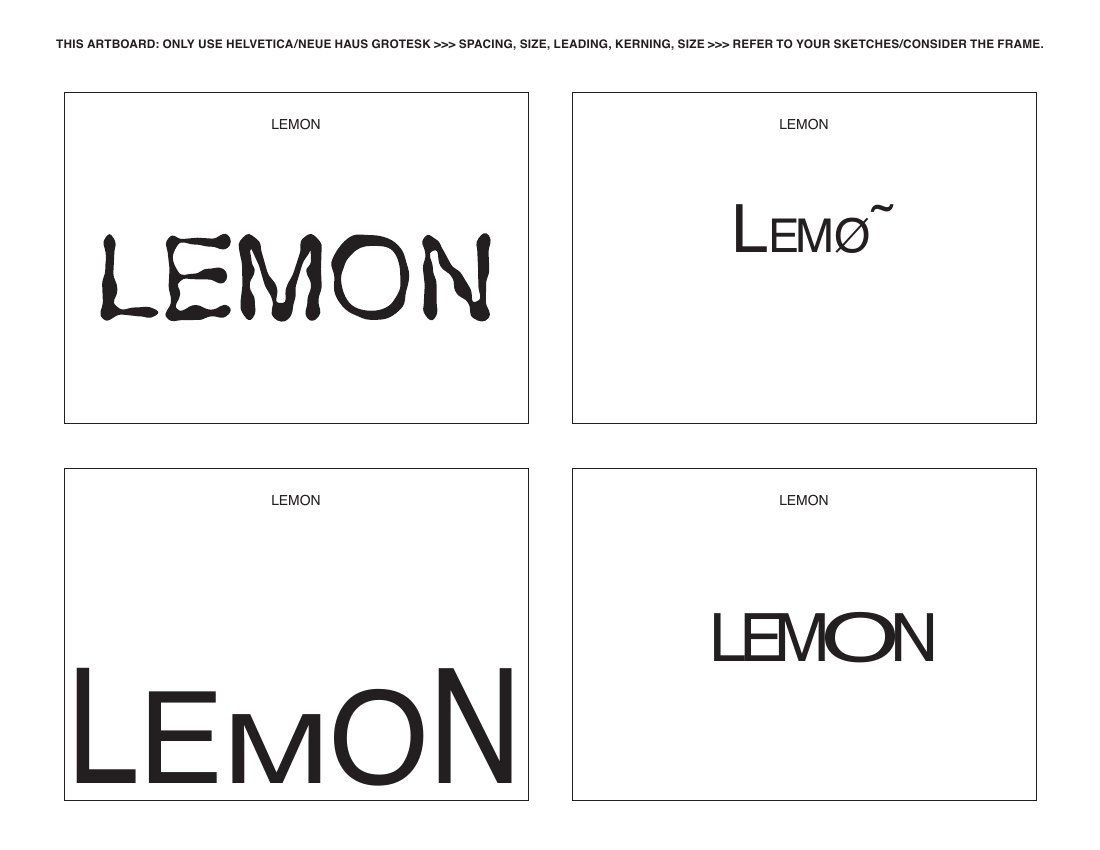 THIS ARTBOARD: ONLY USE HELVETICA/NEUE HAUS GROTESK >>> SPACING, SIZE, LEADING, KERNING, SIZE >>> REFER TO YOUR SKETCHES/CONSIDER THE FRAME.
LEMON
LEMON
LEMON
LEMØ~
LEMON
LEMON
LEMON
LEMON